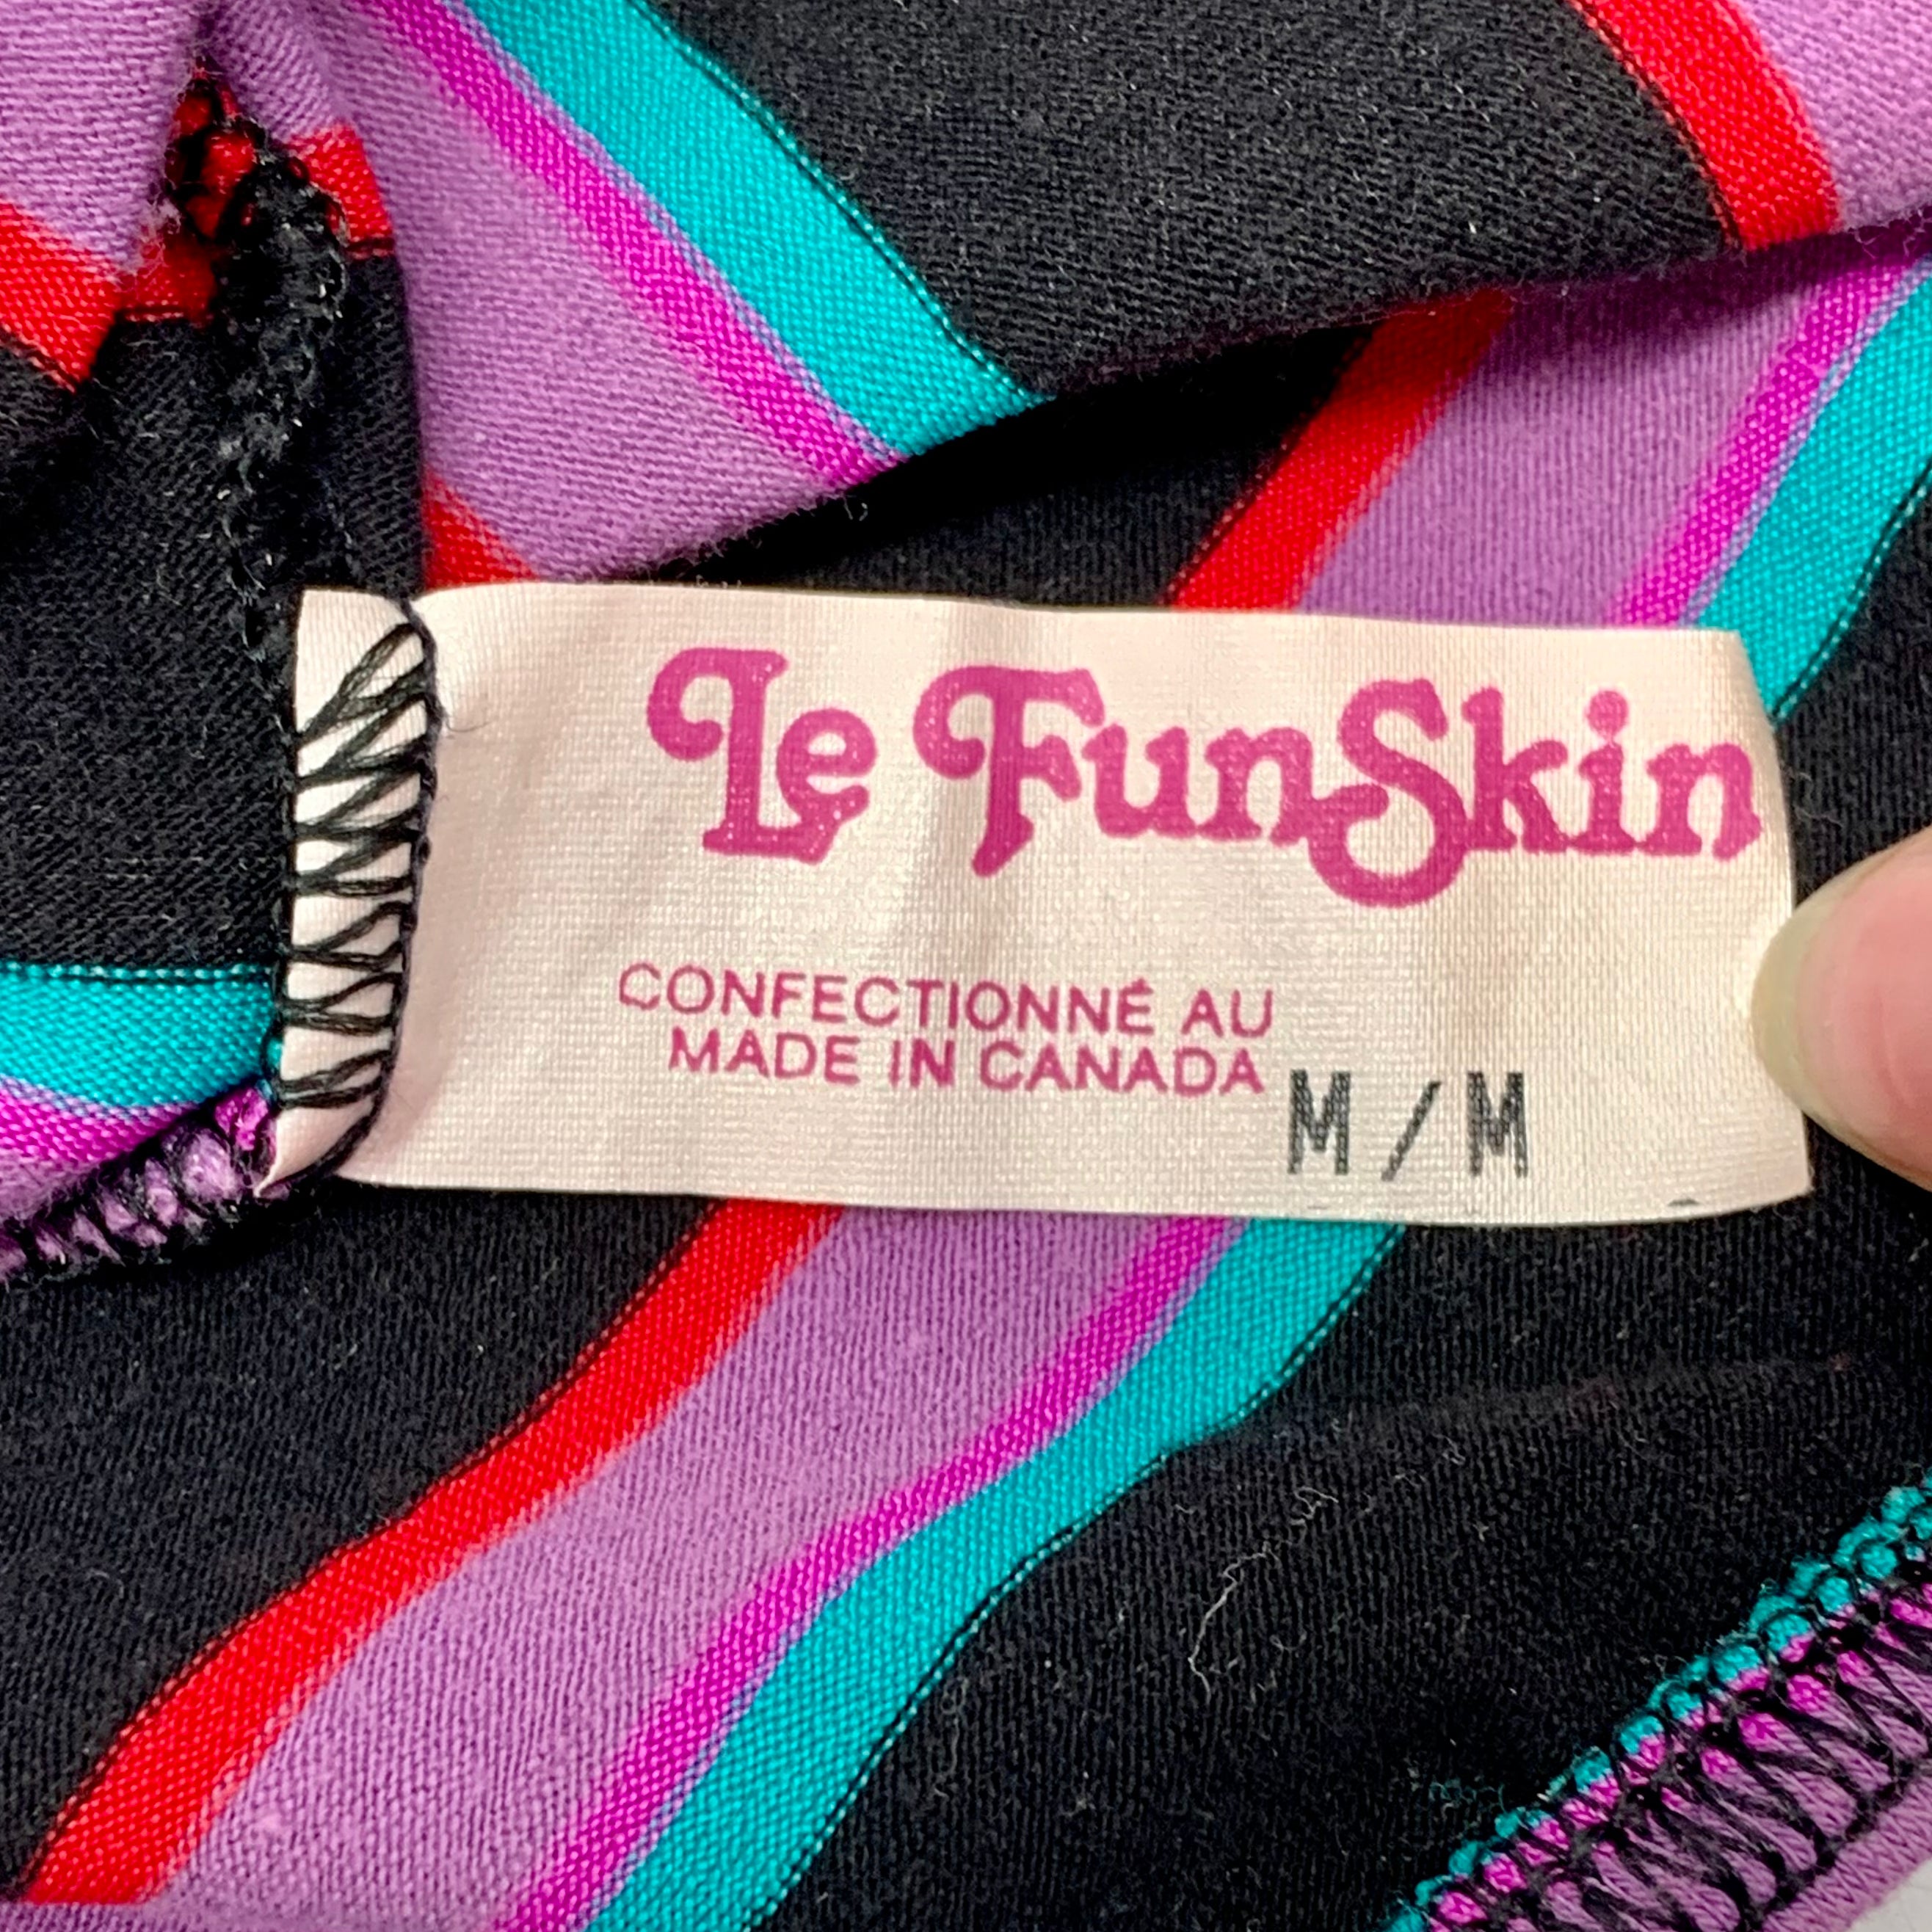 Le FunSkin
CONFECTIONNÉ AU
MADE IN CANADA
M/M